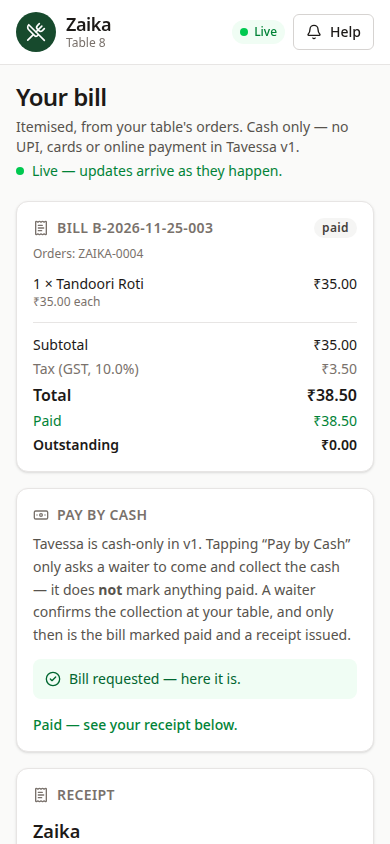 Zaika
Table 8
Live
Help
Your bill
Itemised, from your table's orders. Cash only — no
UPI, cards or online payment in Tavessa v1.
Live — updates arrive as they happen.
BILL B-2026-11-25-003
paid
Orders: ZAIKA-0004
1 × Tandoori Roti ₹35.00
₹35.00 each
Subtotal ₹35.00
Tax (GST, 10.0%) ₹3.50
Total ₹38.50
Paid ₹38.50
Outstanding ₹0.00
PAY BY CASH
Tavessa is cash-only in v1. Tapping “Pay by Cash”
only asks a waiter to come and collect the cash
— it does not mark anything paid. A waiter
confirms the collection at your table, and only
then is the bill marked paid and a receipt issued.
Bill requested — here it is.
Paid — see your receipt below.
RECEIPT
Zaika